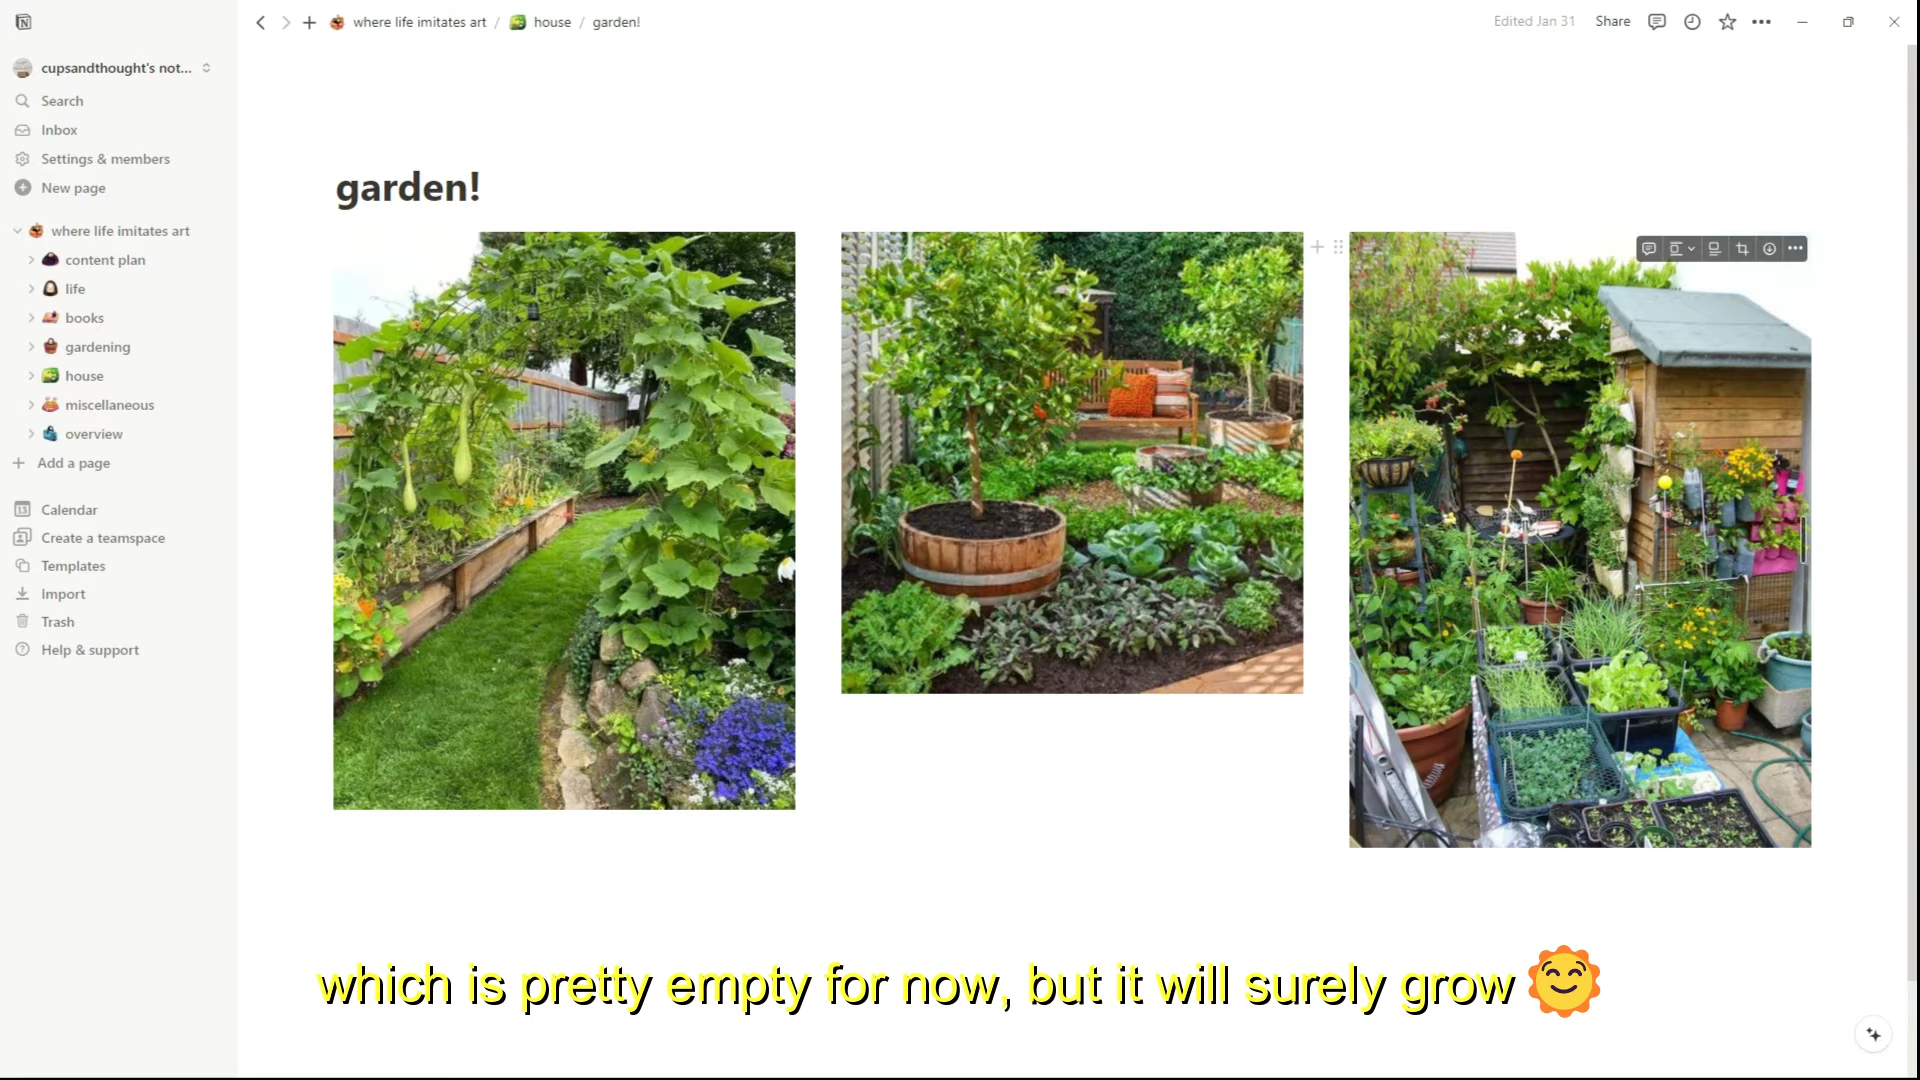 where life imitates art / house / garden!
Edited Jan 31 Share
cupsandthought's not...
Search
Inbox
Settings & members
New page
where life imitates art
content plan
life
books
gardening
house
miscellaneous
overview
Add a page
13 Calendar
Create a teamspace
Templates
Import
Trash
Help & support
garden!
which is pretty empty for now, but it will surely grow 😊